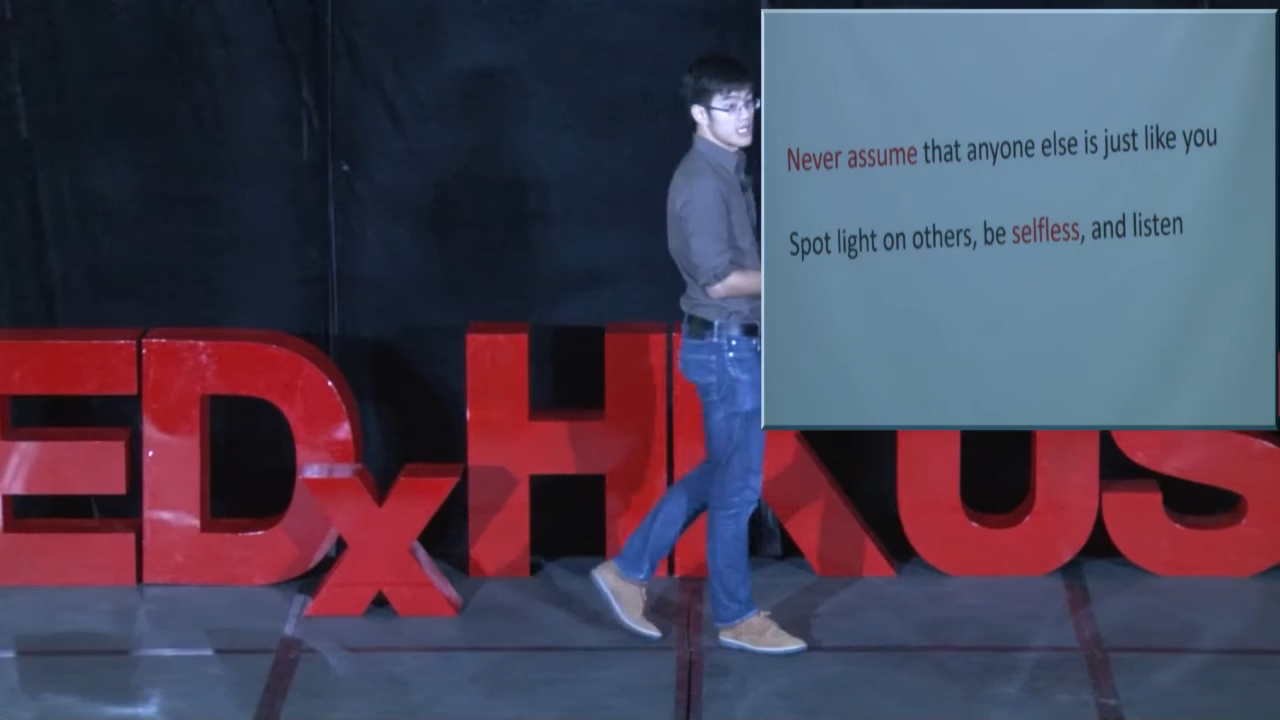 Never assume that anyone else is just like you
Spot light on others, be selfless, and listen
EDxHKUS